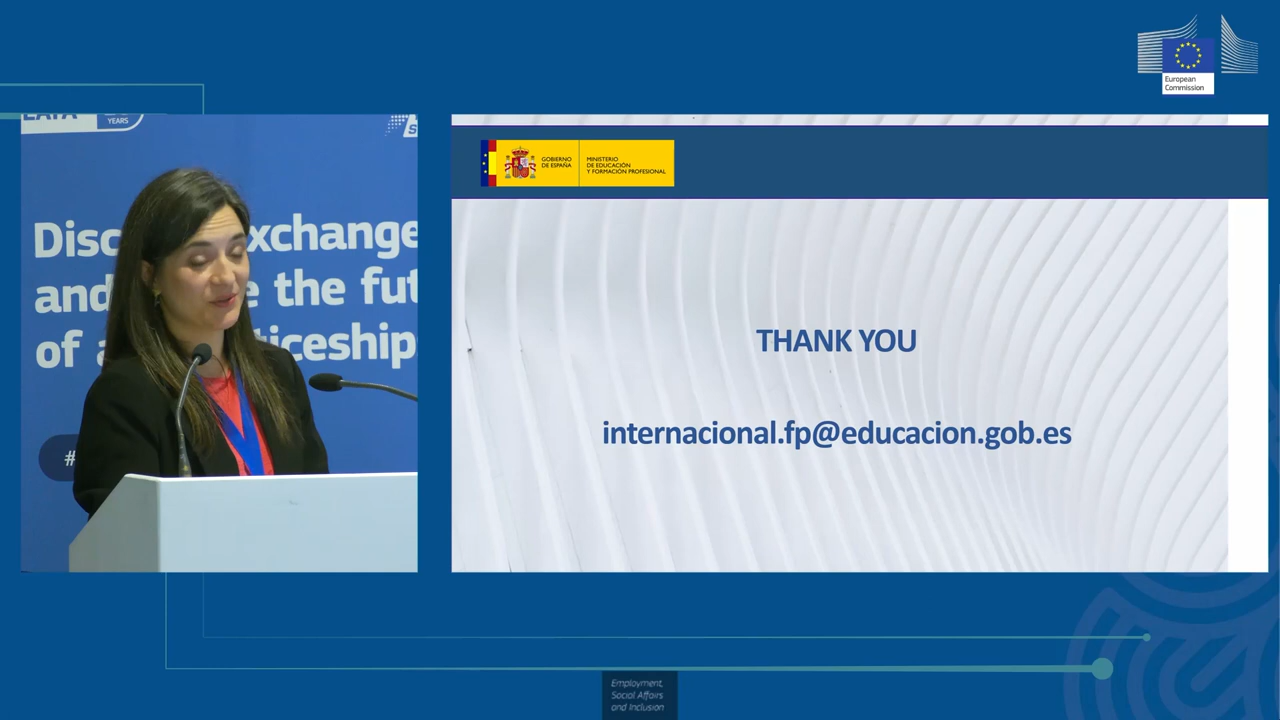 European
Commission
YEARS
Disc xchange
and e the fut
of a ticeship
#
GOBIERNO
DE ESPAÑA
MINISTERIO
DE EDUCACIÓN
Y FORMACIÓN PROFESIONAL
THANK YOU
internacional.fp@educacion.gob.es
Employment,
Social Affairs
and Inclusion